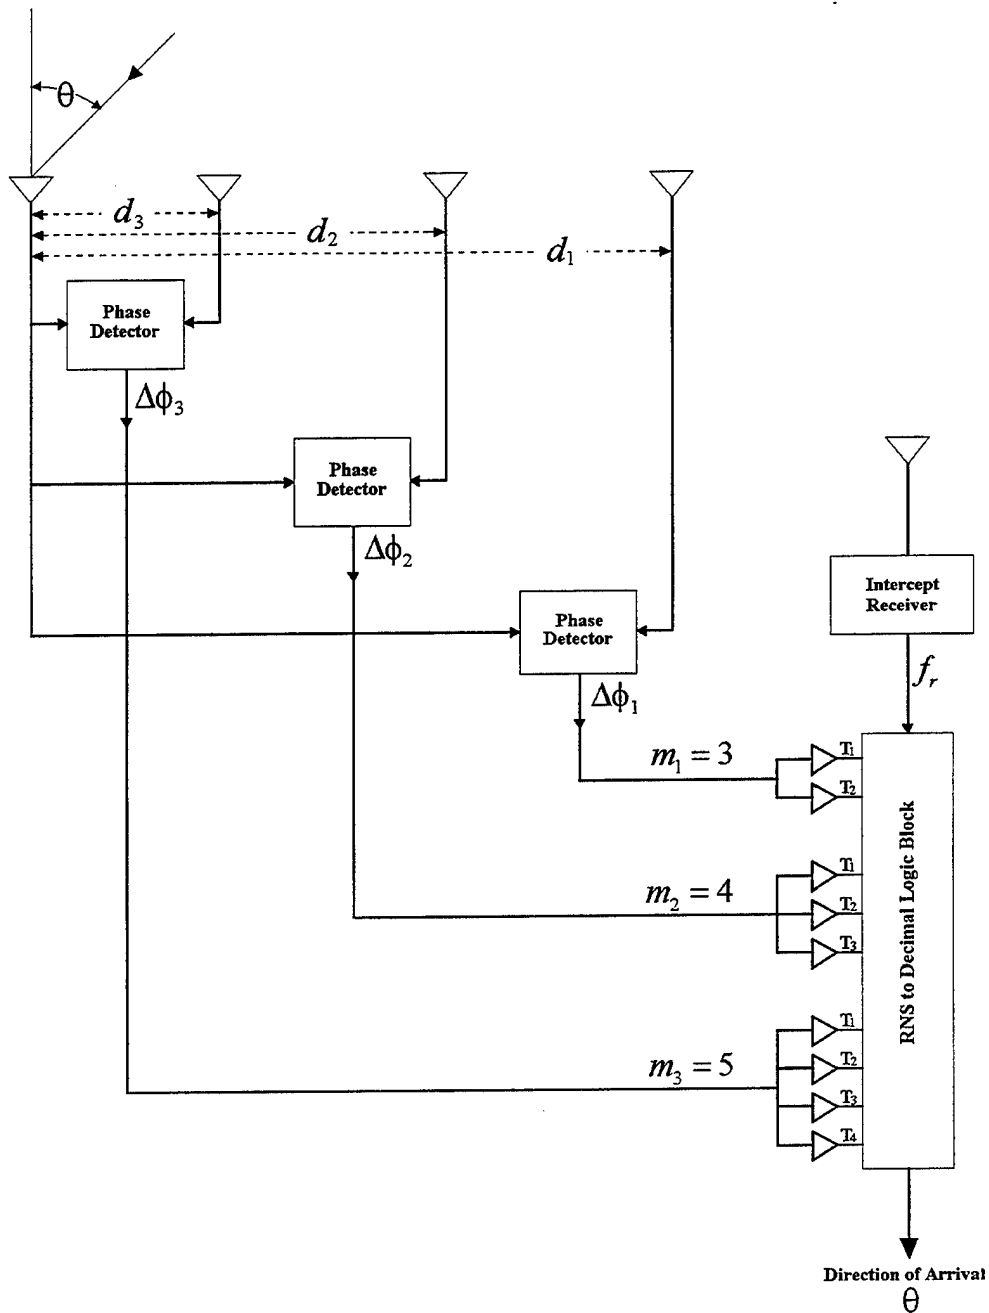 θ
d₃
d₂
d₁
Phase
Detector
Δϕ₃
Phase
Detector
Δϕ₂
Intercept
Receiver
Phase
Detector
fᵣ
Δϕ₁
m₁ = 3
T₁
T₂
m₂ = 4
T₁
T₂
T₃
RNS to Decimal Logic Block
m₃ = 5
T₁
T₂
T₃
T₄
Direction of Arrival
θ